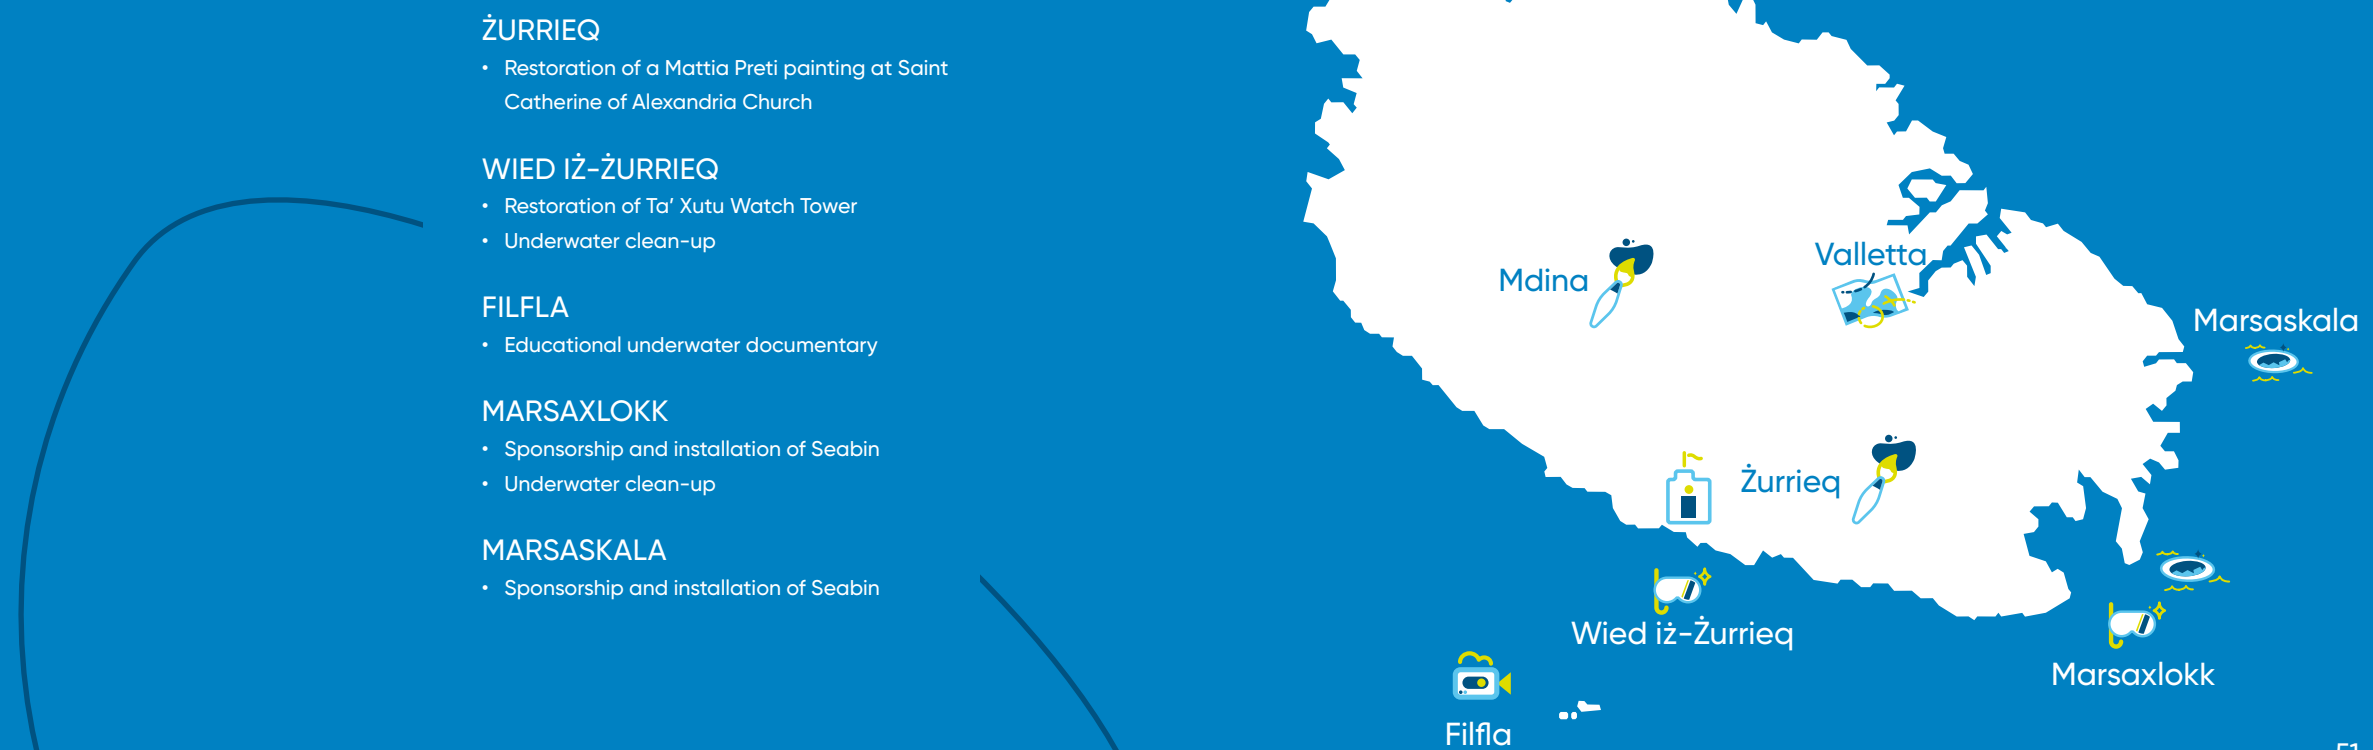 ŻURRIEQ
• Restoration of a Mattia Preti painting at Saint
Catherine of Alexandria Church
WIED IŻ-ŻURRIEQ
• Restoration of Ta’ Xutu Watch Tower
• Underwater clean-up
FILFLA
• Educational underwater documentary
MARSAXLOKK
• Sponsorship and installation of Seabin
• Underwater clean-up
MARSASKALA
• Sponsorship and installation of Seabin
Mdina
Valletta
Marsaskala
Żurrieq
Wied iż-Żurrieq
Marsaxlokk
Filfla